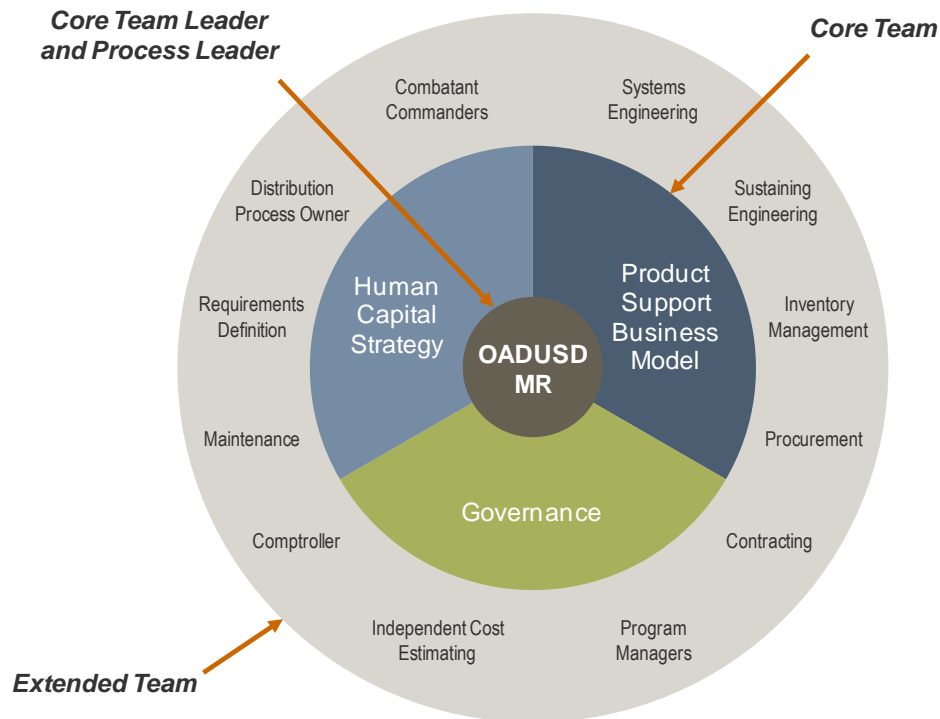 Core Team Leader
and Process Leader
Core Team
Combatant
Commanders
Systems
Engineering
Distribution
Process Owner
Sustaining
Engineering
Requirements
Definition
Human
Capital
Strategy
OADUSD
MR
Product
Support
Business
Model
Inventory
Management
Maintenance
Procurement
Governance
Comptroller
Contracting
Independent Cost
Estimating
Program
Managers
Extended Team